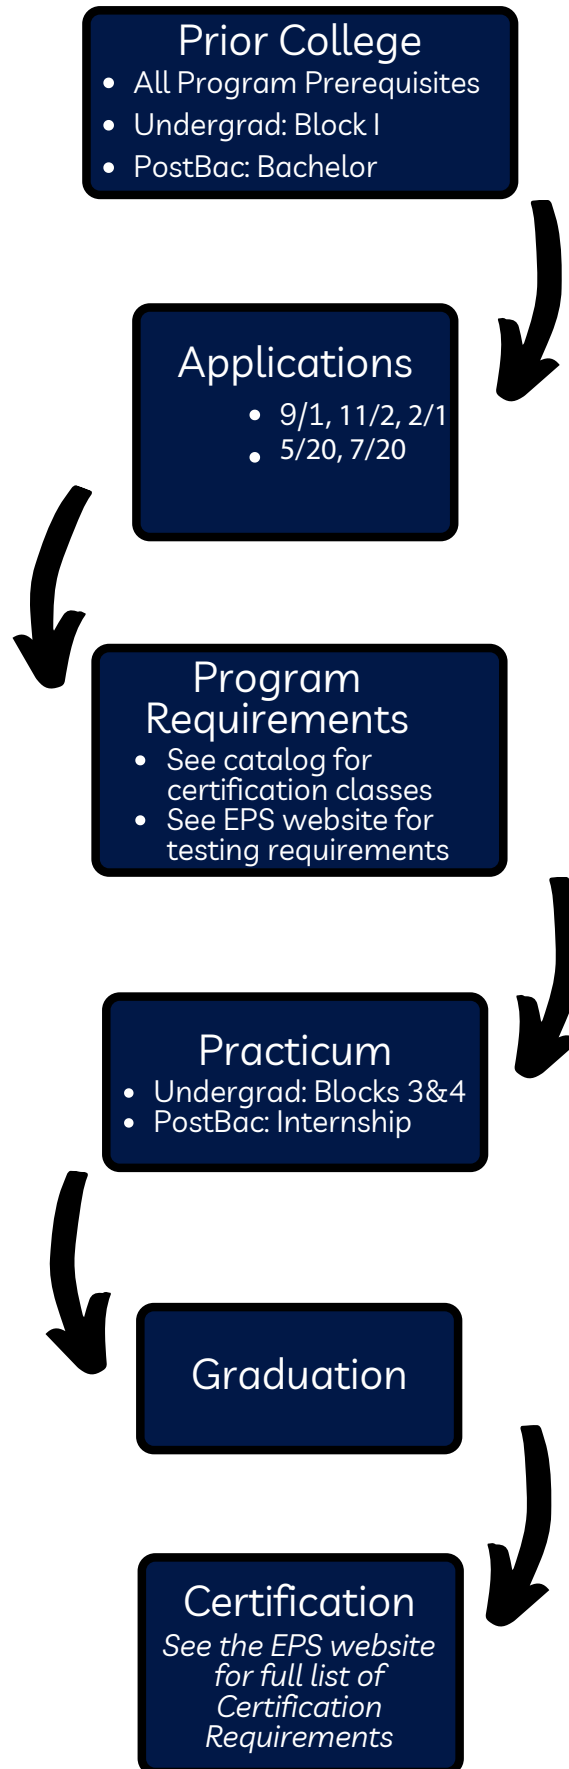 Prior College
• All Program Prerequisites
• Undergrad: Block I
• PostBac: Bachelor
Applications
• 9/1, 11/2, 2/1
• 5/20, 7/20
Program
Requirements
• See catalog for
certification classes
• See EPS website for
testing requirements
Practicum
• Undergrad: Blocks 3&4
• PostBac: Internship
Graduation
Certification
See the EPS website
for full list of
Certification
Requirements